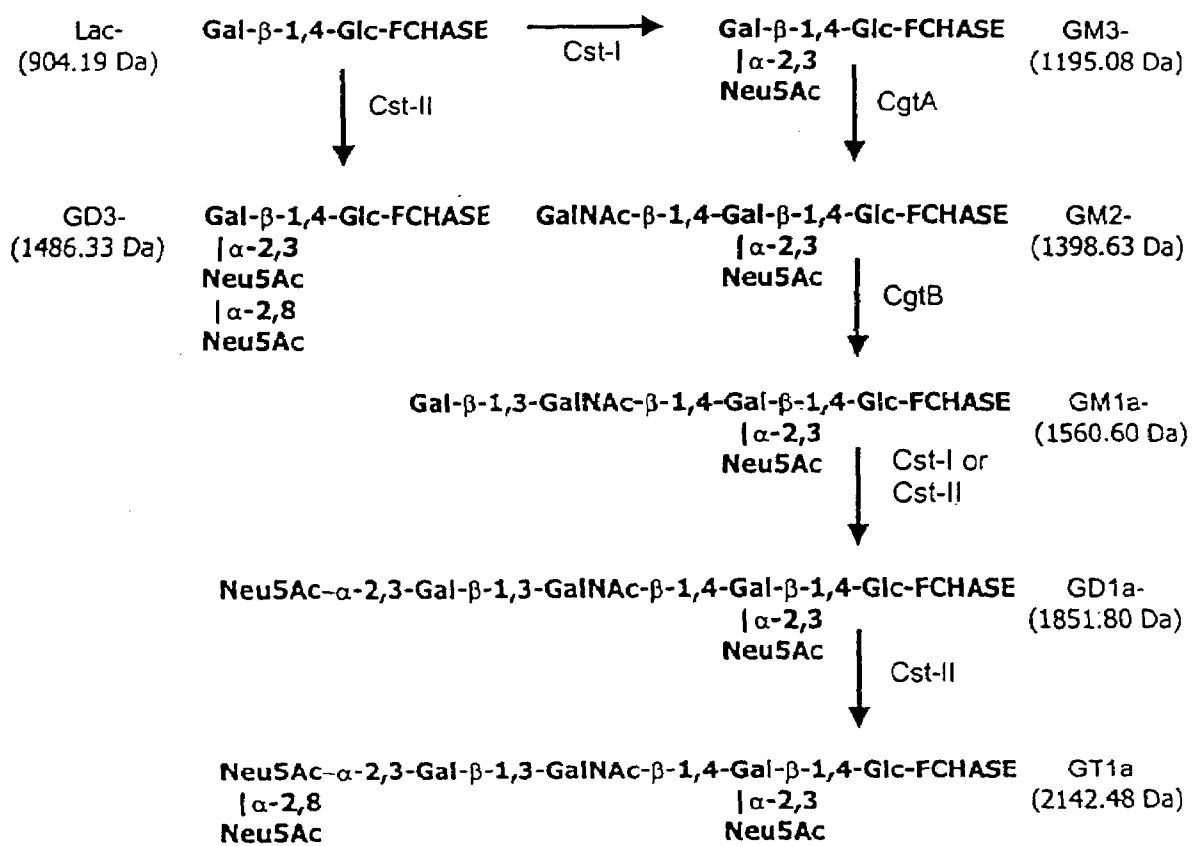 Lac-
(904.19 Da)
Gal-β-1,4-Glc-FCHASE
Cst-I
Gal-β-1,4-Glc-FCHASE
α-2,3
Neu5Ac
GM3-
(1195.08 Da)
Cst-II
CgtA
GD3-
(1486.33 Da)
Gal-β-1,4-Glc-FCHASE
α-2,3
Neu5Ac
α-2,8
Neu5Ac
GalNAc-β-1,4-Gal-β-1,4-Glc-FCHASE
α-2,3
Neu5Ac
GM2-
(1398.63 Da)
CgtB
Gal-β-1,3-GalNAc-β-1,4-Gal-β-1,4-Glc-FCHASE
α-2,3
Neu5Ac
GM1a-
(1560.60 Da)
Cst-I or
Cst-II
Neu5Ac-α-2,3-Gal-β-1,3-GalNAc-β-1,4-Gal-β-1,4-Glc-FCHASE
α-2,3
Neu5Ac
GD1a-
(1851.80 Da)
Cst-II
Neu5Ac-α-2,3-Gal-β-1,3-GalNAc-β-1,4-Gal-β-1,4-Glc-FCHASE
α-2,8
Neu5Ac
α-2,3
Neu5Ac
GT1a
(2142.48 Da)